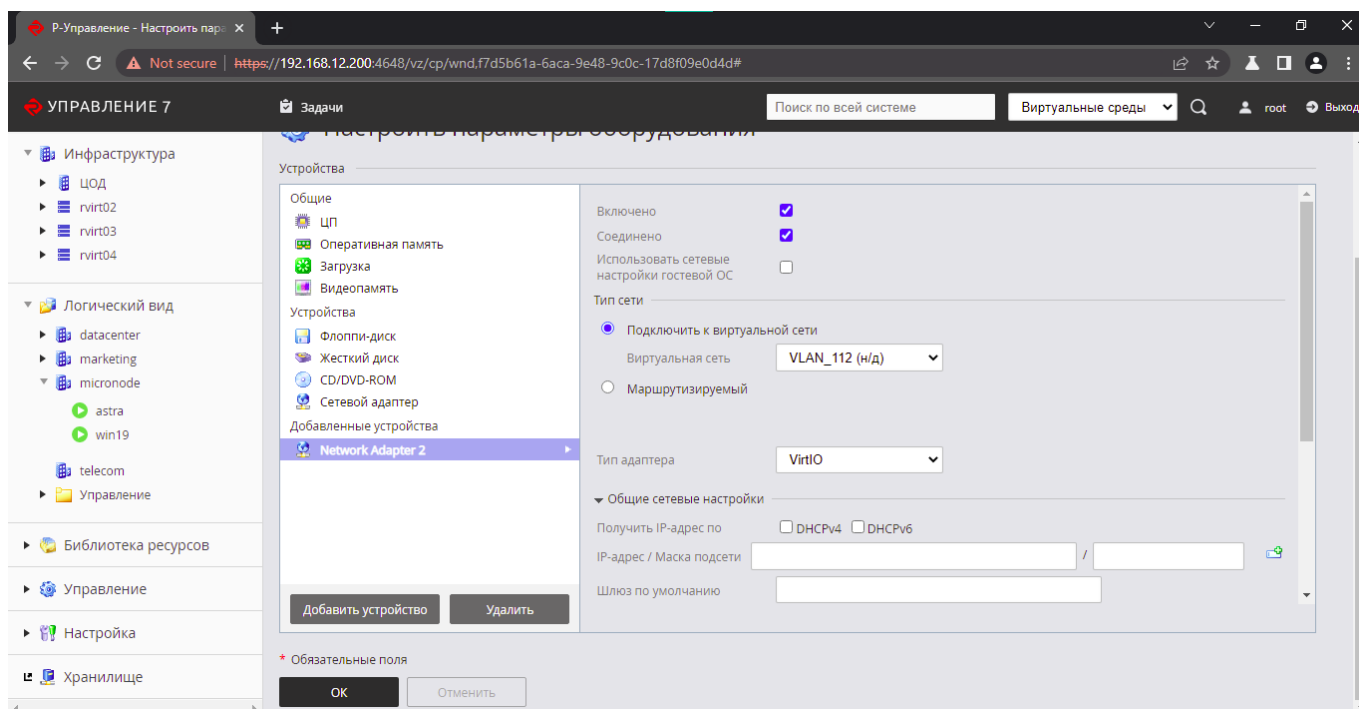 Р-Управление - Настроить пара
Not secure | https://192.168.12.200:4648/vz/cp/wnd.f7d5b61a-6aca-9e48-9c0c-17d8f09e0d4d#
УПРАВЛЕНИЕ 7
Задачи
Поиск по всей системе
Виртуальные среды
root
Выход
Настроить параметры оборудования
Инфраструктура
ЦОД
rvirt02
rvirt03
rvirt04
Логический вид
datacenter
marketing
micronode
astra
win19
telecom
Управление
Библиотека ресурсов
Управление
Настройка
Хранилище
Устройства
Общие
ЦП
Оперативная память
Загрузка
Видеопамять
Устройства
Флоппи-диск
Жесткий диск
CD/DVD-ROM
Сетевой адаптер
Добавленные устройства
Network Adapter 2
Добавить устройство
Удалить
Включено
Соединено
Использовать сетевые
настройки гостевой ОС
Тип сети
Подключить к виртуальной сети
Виртуальная сеть
VLAN_112 (н/д)
Маршрутизируемый
Тип адаптера
VirtIO
Общие сетевые настройки
Получить IP-адрес по
DHCPv4
DHCPv6
IP-адрес / Маска подсети
/
Шлюз по умолчанию
* Обязательные поля
ОК
Отменить